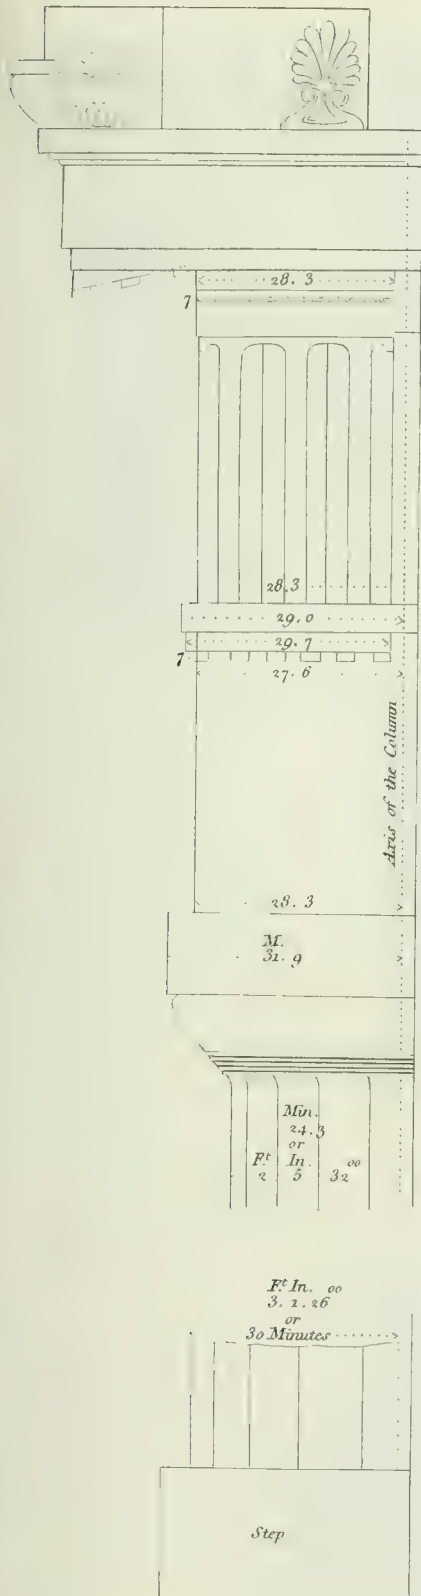 28.3
7
28.3
29.0
29.7
7
27.6
Axis of the Column
28.3
M.
31.9
Min.
24.3
or
Ft In. oo
2 5 32
Ft In. oo
3.1.26
or
30 Minutes
Step